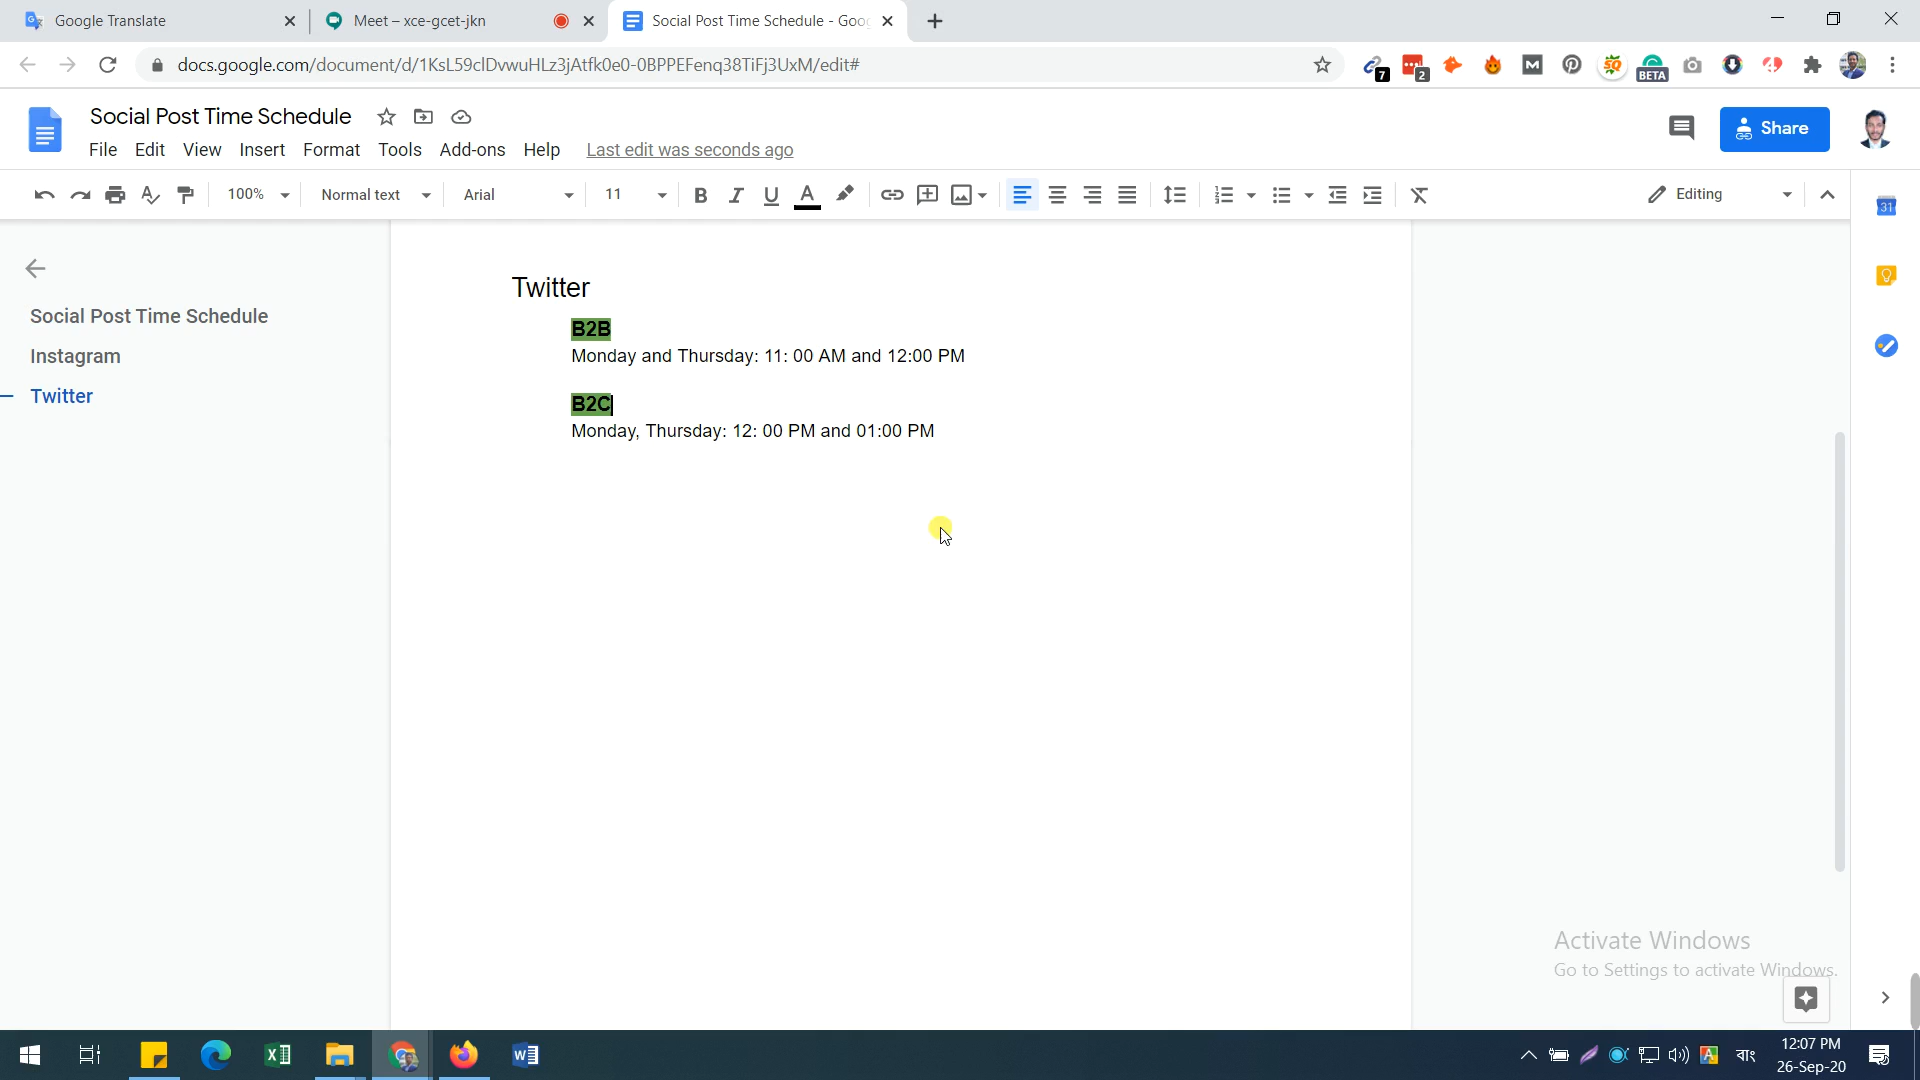 Google Translate
Meet – xce-gcet-jkn
Social Post Time Schedule - Goo
docs.google.com/document/d/1KsL59clDvwuHLz3jAtfk0e0-0BPPEFenq38TiFj3UxM/edit#
7
2
BETA
Social Post Time Schedule
File Edit View Insert Format Tools Add-ons Help Last edit was seconds ago
Share
100% Normal text Arial 11 B I U A Editing
31
Social Post Time Schedule
Instagram
Twitter
Twitter
B2B
Monday and Thursday: 11: 00 AM and 12:00 PM
B2C
Monday, Thursday: 12: 00 PM and 01:00 PM
Activate Windows
Go to Settings to activate Windows.
বাং
12:07 PM
26-Sep-20